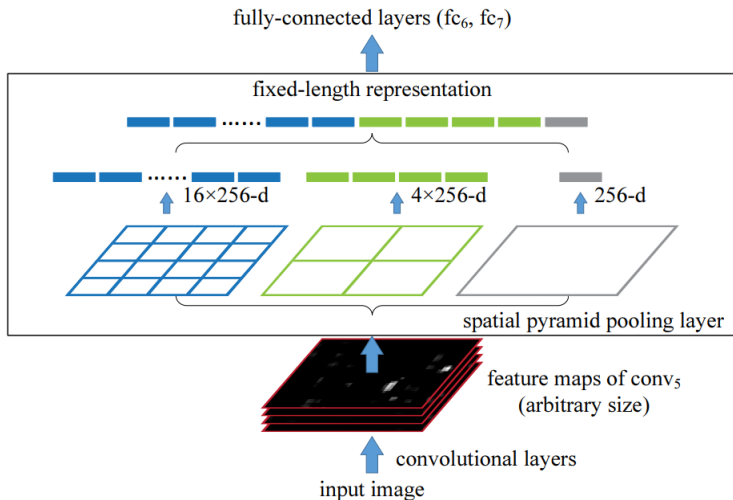 fully-connected layers (fc₆, fc₇)
fixed-length representation
……
……
16×256-d
4×256-d
256-d
spatial pyramid pooling layer
feature maps of conv₅
(arbitrary size)
convolutional layers
input image